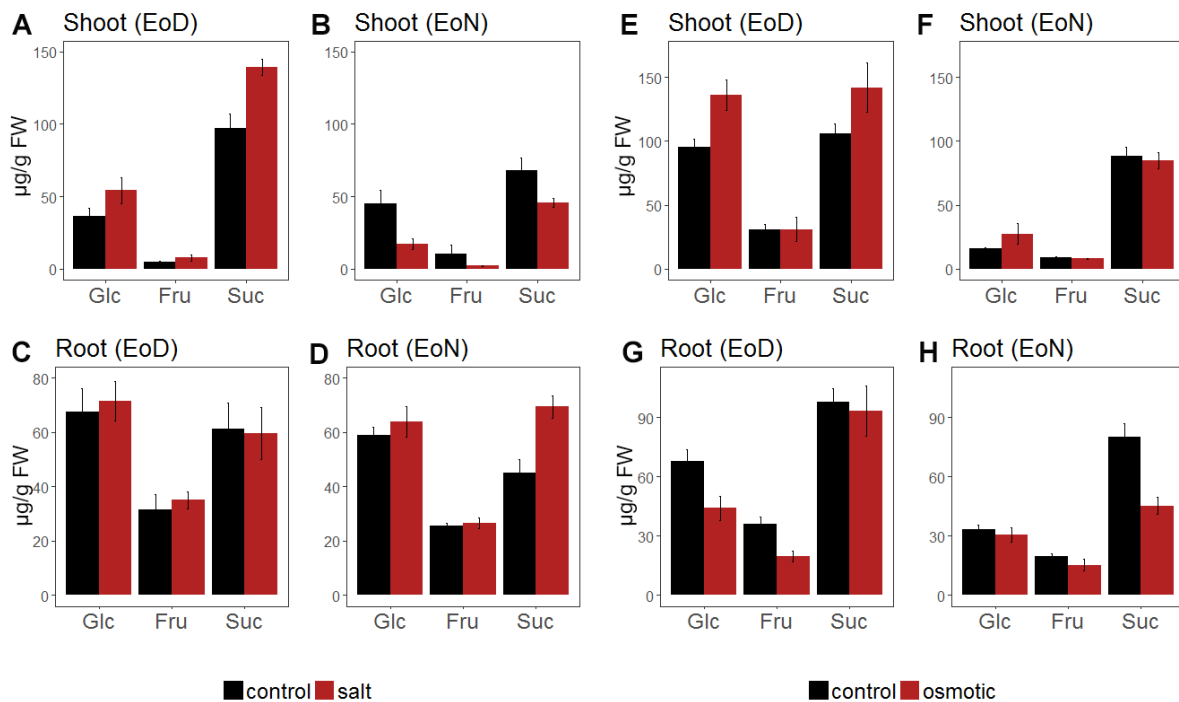 A Shoot (EoD)
µg/g FW
150
100
50
0
Glc Fru Suc
B Shoot (EoN)
150
100
50
0
Glc Fru Suc
E Shoot (EoD)
µg/g FW
150
100
50
0
Glc Fru Suc
F Shoot (EoN)
150
100
50
0
Glc Fru Suc
C Root (EoD)
µg/g FW
80
60
40
20
0
Glc Fru Suc
D Root (EoN)
80
60
40
20
0
Glc Fru Suc
G Root (EoD)
µg/g FW
90
60
30
0
Glc Fru Suc
H Root (EoN)
90
60
30
0
Glc Fru Suc
control salt
control osmotic